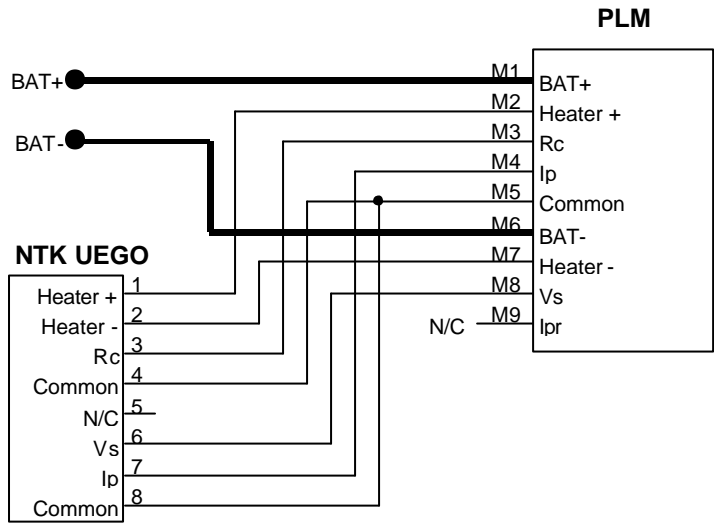 PLM
BAT+
M1
BAT+
M2
Heater +
BAT-
M3
Rc
M4
Ip
M5
Common
M6
BAT-
M7
Heater -
M8
Vs
N/C
M9
Ipr
NTK UEGO
Heater +
1
Heater -
2
Rc
3
Common
4
N/C
5
Vs
6
Ip
7
Common
8